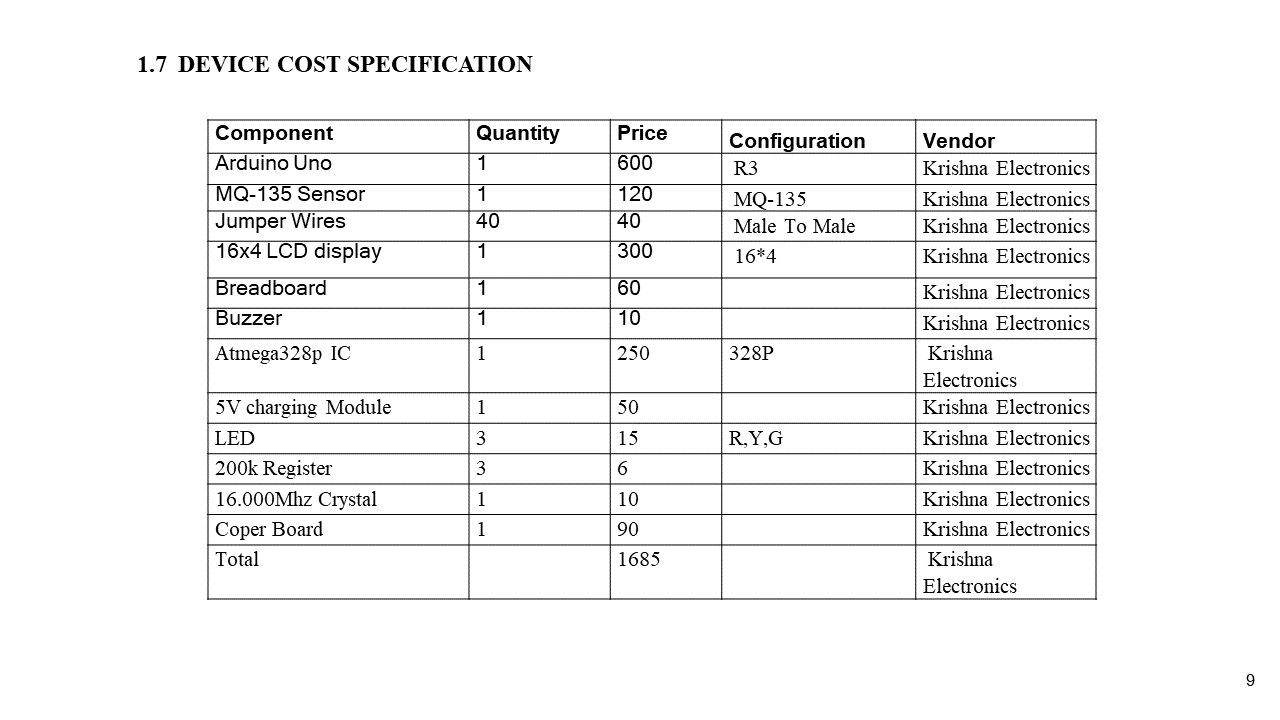 1.7 DEVICE COST SPECIFICATION
Component Quantity Price Configuration Vendor
Arduino Uno 1 600 R3 Krishna Electronics
MQ-135 Sensor 1 120 MQ-135 Krishna Electronics
Jumper Wires 40 40 Male To Male Krishna Electronics
16x4 LCD display 1 300 16*4 Krishna Electronics
Breadboard 1 60 Krishna Electronics
Buzzer 1 10 Krishna Electronics
Atmega328p IC 1 250 328P Krishna
Electronics
5V charging Module 1 50 Krishna Electronics
LED 3 15 R,Y,G Krishna Electronics
200k Register 3 6 Krishna Electronics
16.000Mhz Crystal 1 10 Krishna Electronics
Coper Board 1 90 Krishna Electronics
Total 1685 Krishna
Electronics
9